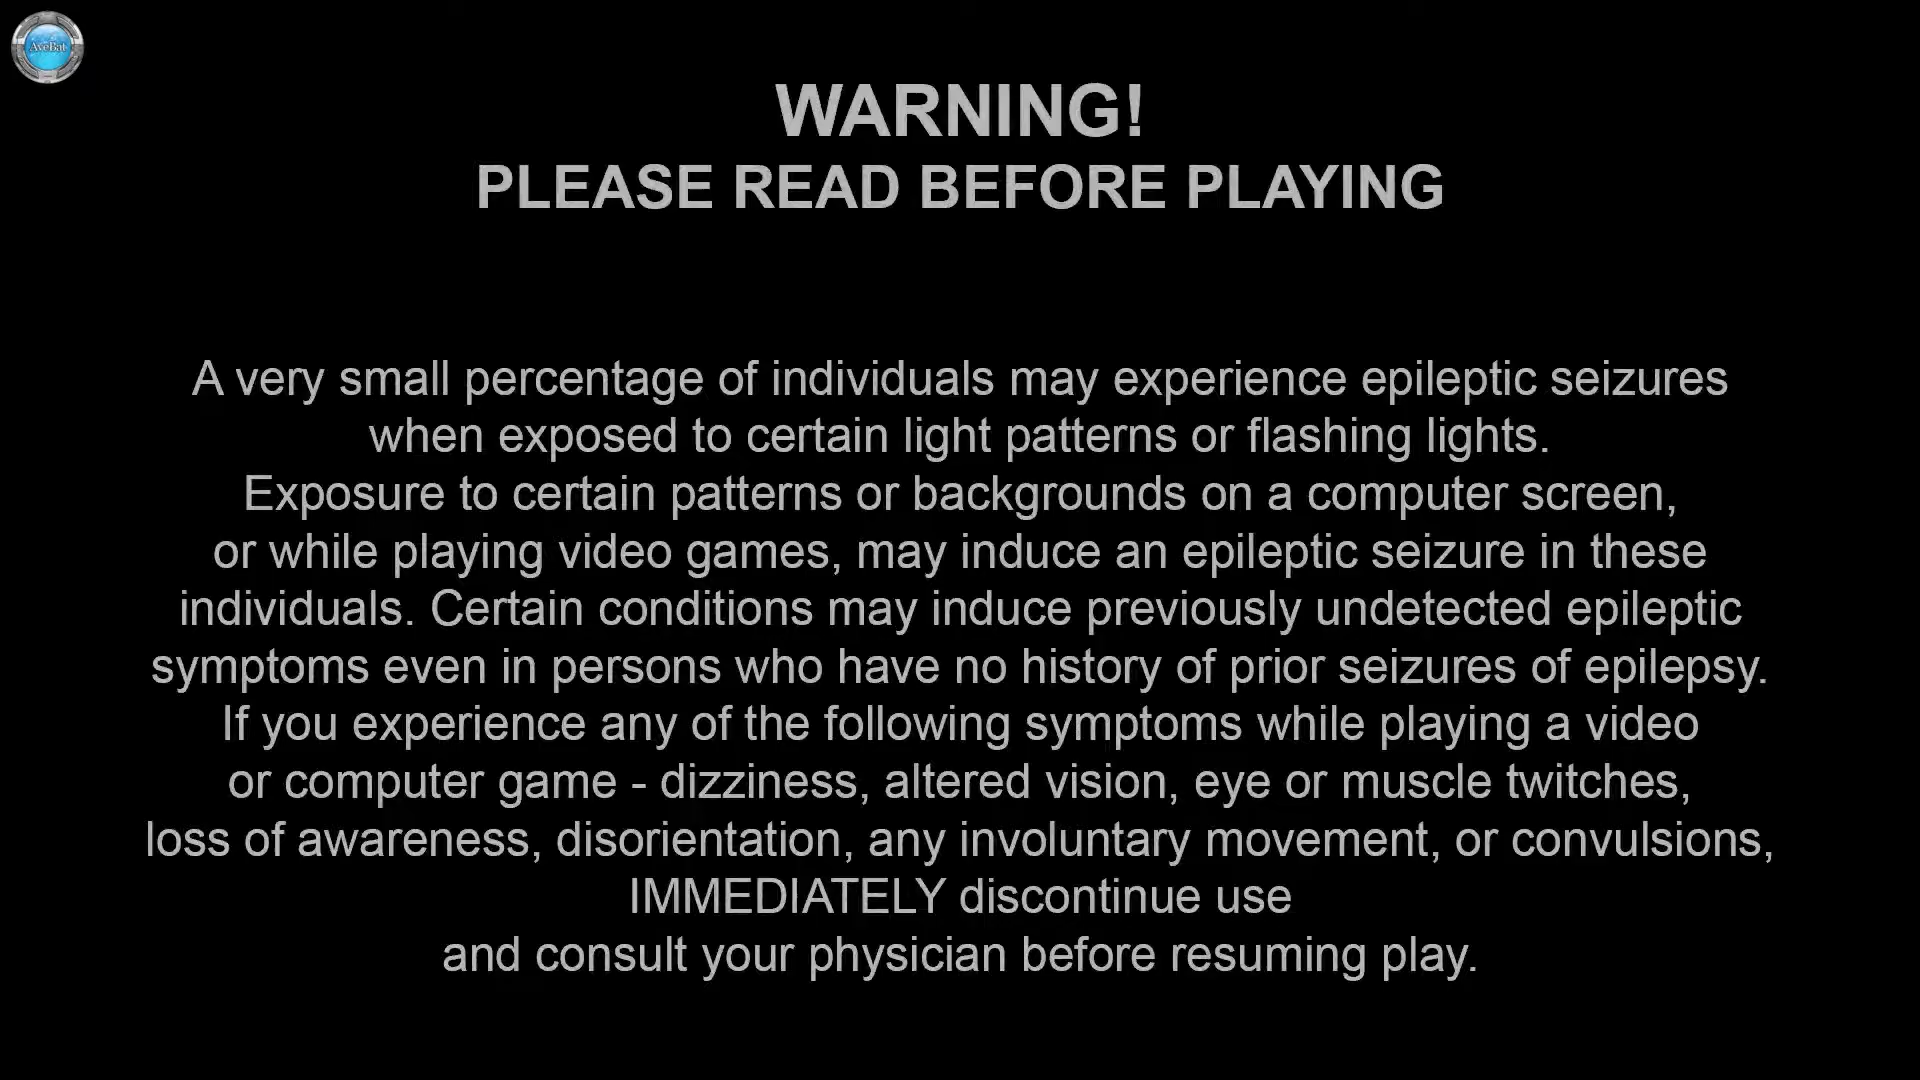 AveBat
WARNING!
PLEASE READ BEFORE PLAYING
A very small percentage of individuals may experience epileptic seizures
when exposed to certain light patterns or flashing lights.
Exposure to certain patterns or backgrounds on a computer screen,
or while playing video games, may induce an epileptic seizure in these
individuals. Certain conditions may induce previously undetected epileptic
symptoms even in persons who have no history of prior seizures of epilepsy.
If you experience any of the following symptoms while playing a video
or computer game - dizziness, altered vision, eye or muscle twitches,
loss of awareness, disorientation, any involuntary movement, or convulsions,
IMMEDIATELY discontinue use
and consult your physician before resuming play.